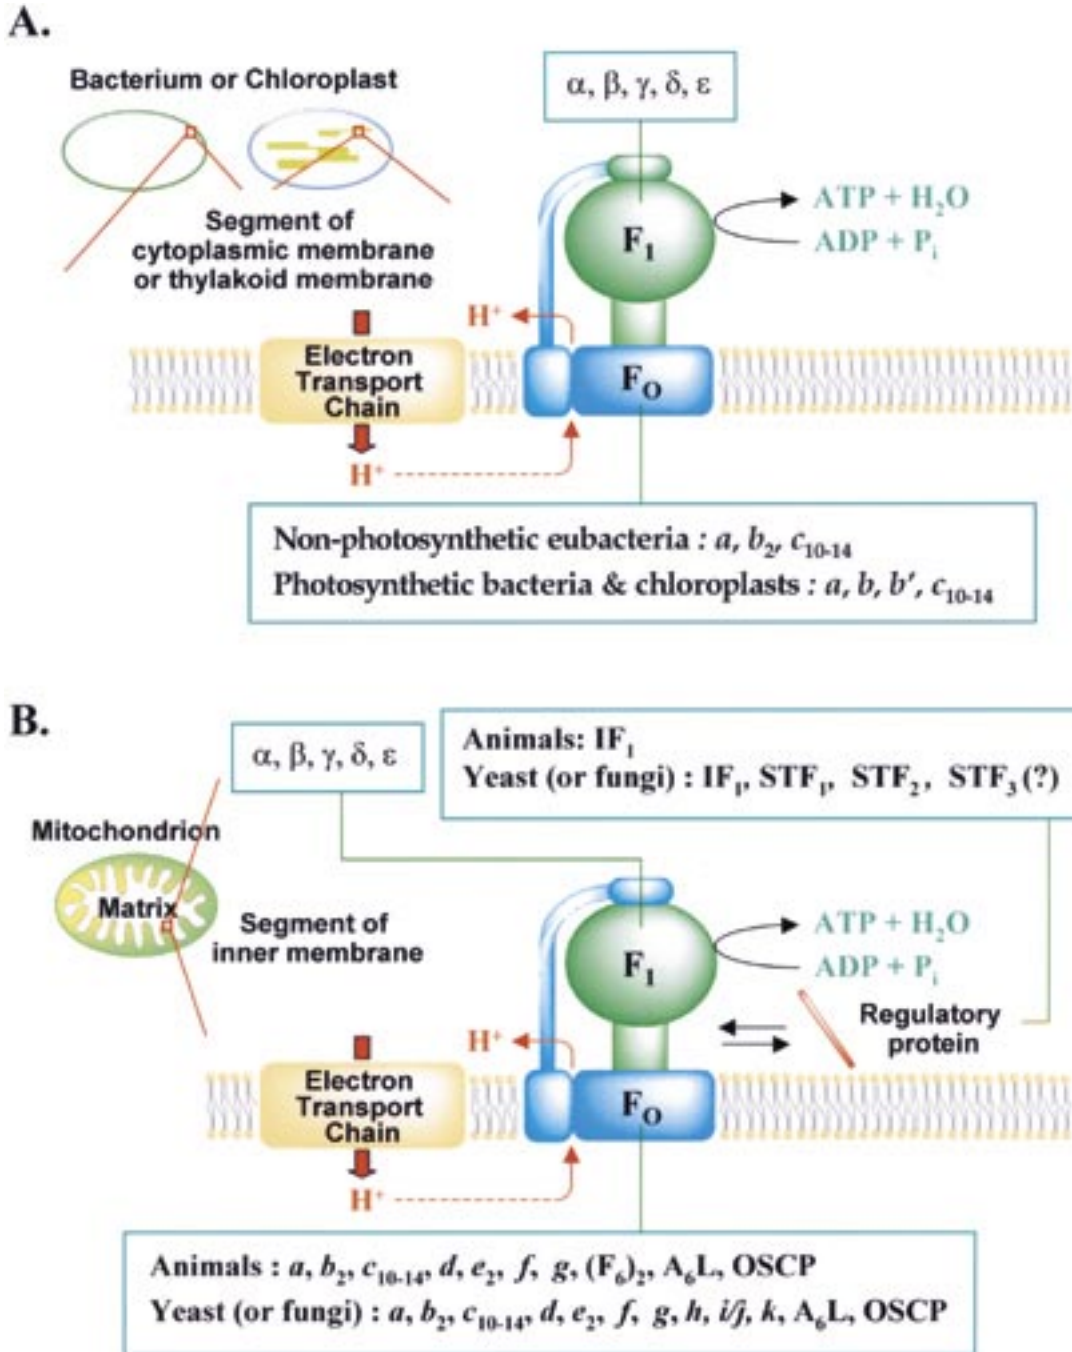 A.
Bacterium or Chloroplast
α, β, γ, δ, ε
Segment of
cytoplasmic membrane
or thylakoid membrane
F₁
ATP + H₂O
ADP + Pᵢ
H⁺
Electron
Transport
Chain
F_O
H⁺
Non-photosynthetic eubacteria : a, b₂, c₁₀₋₁₄
Photosynthetic bacteria & chloroplasts : a, b, b′, c₁₀₋₁₄
B.
α, β, γ, δ, ε
Animals: IF₁
Yeast (or fungi) : IF₁, STF₁, STF₂, STF₃ (?)
Mitochondrion
Matrix
Segment of
inner membrane
F₁
ATP + H₂O
ADP + Pᵢ
Regulatory
protein
H⁺
Electron
Transport
Chain
F_O
H⁺
Animals : a, b₂, c₁₀₋₁₄, d, e₂, f, g, (F₆)₂, A₆L, OSCP
Yeast (or fungi) : a, b₂, c₁₀₋₁₄, d, e₂, f, g, h, i/j, k, A₆L, OSCP